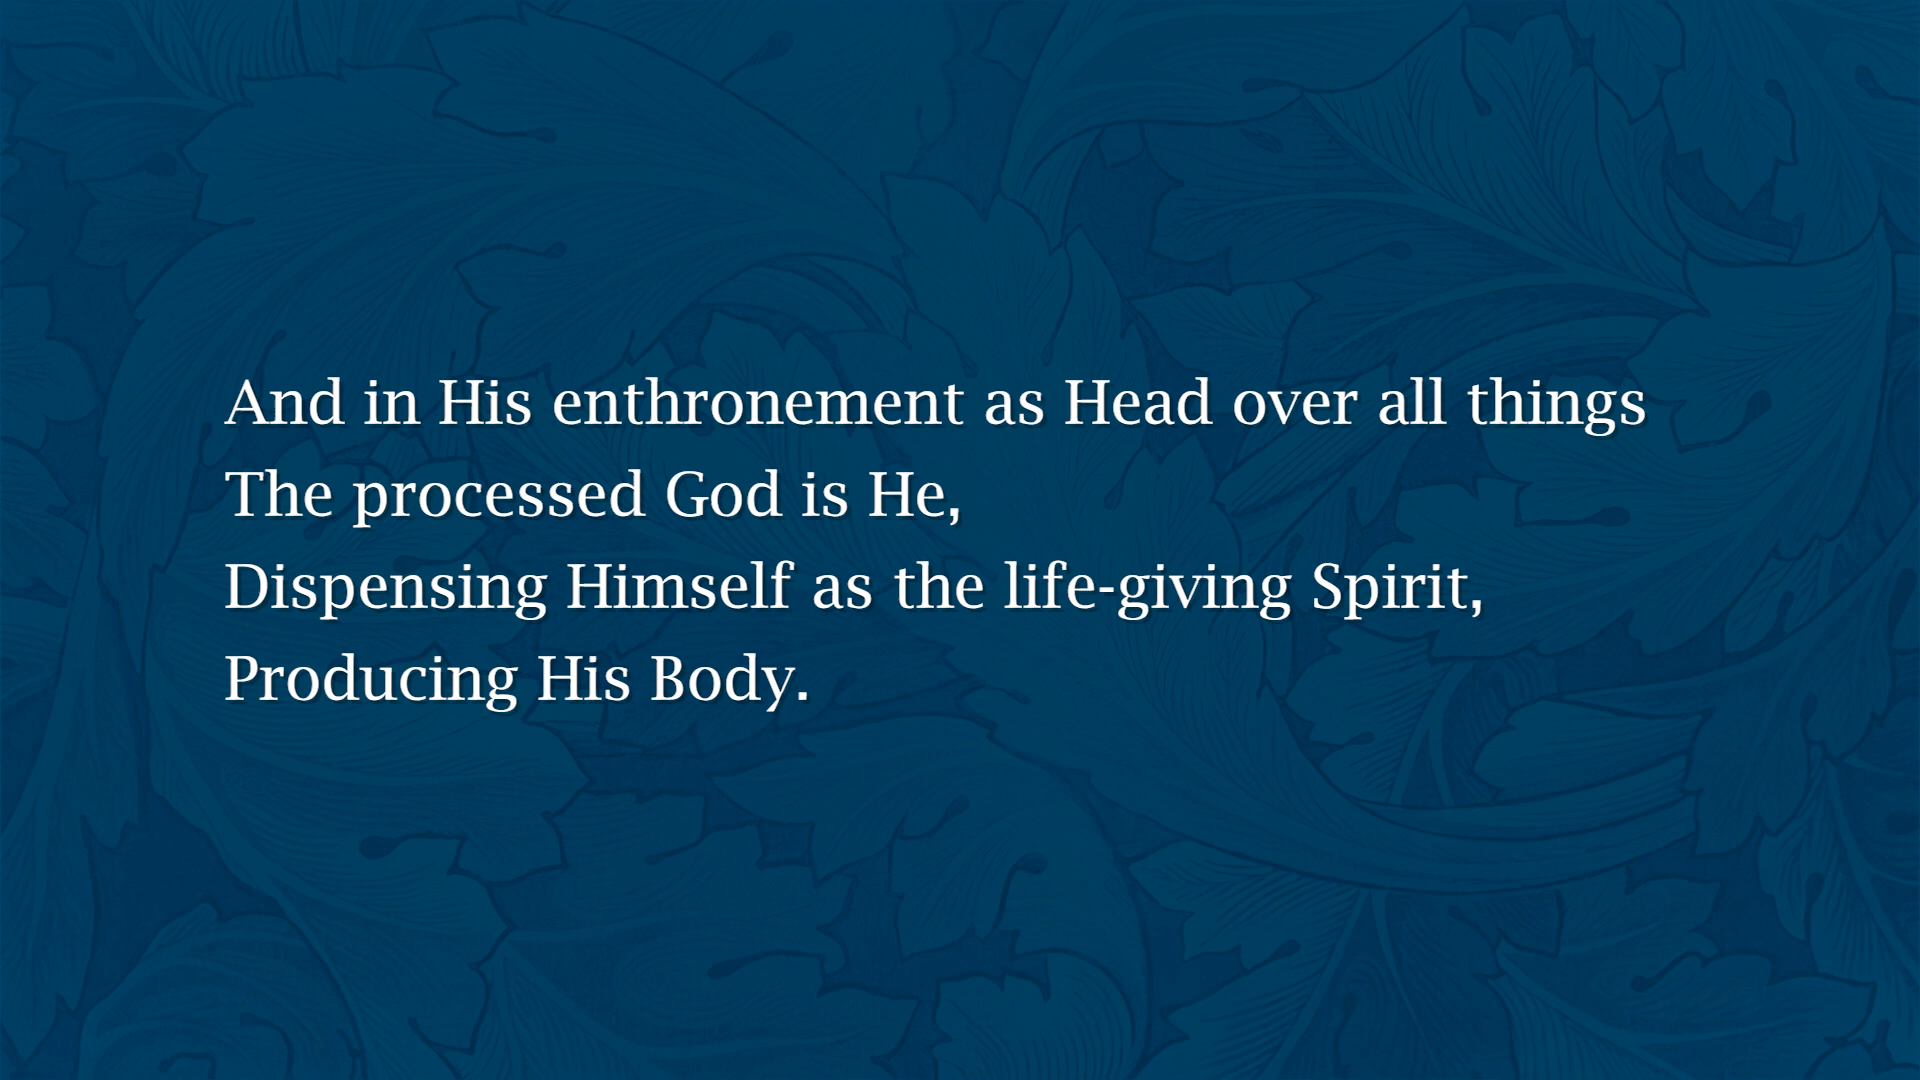 And in His enthronement as Head over all things
The processed God is He,
Dispensing Himself as the life-giving Spirit,
Producing His Body.